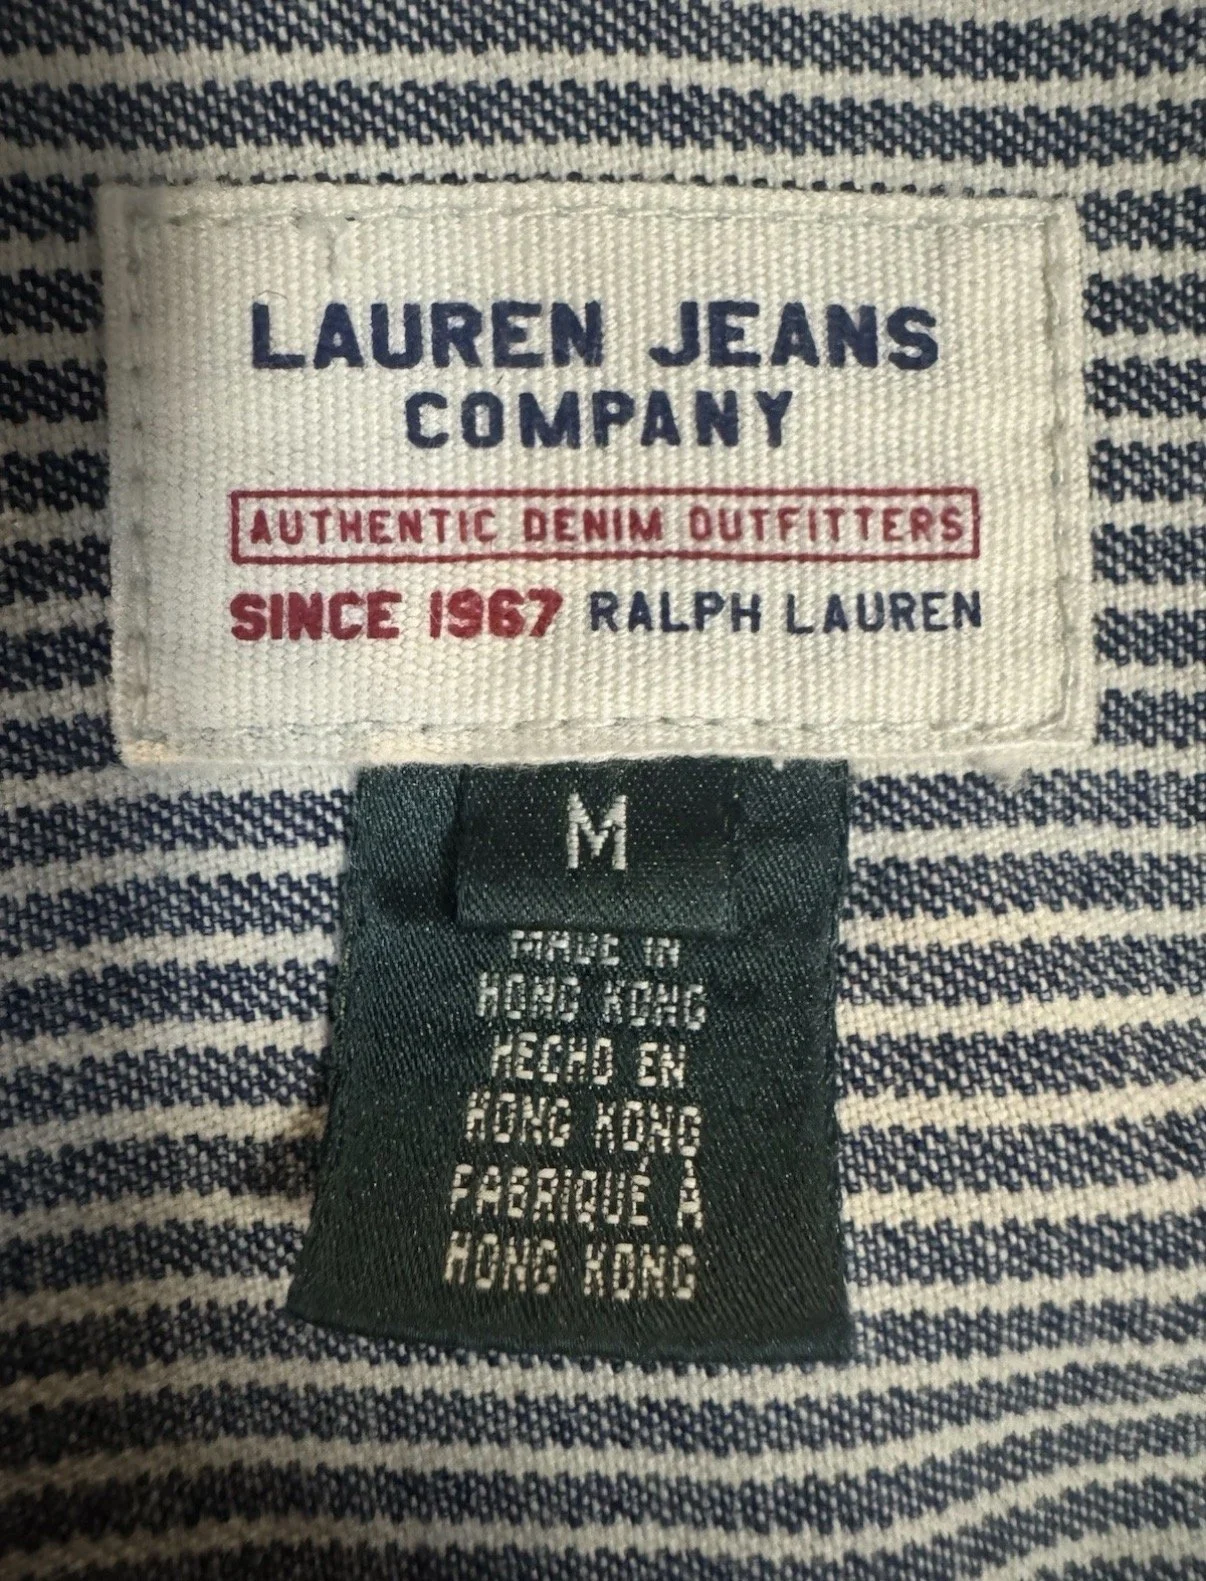 LAUREN JEANS
COMPANY
AUTHENTIC DENIM OUTFITTERS
SINCE 1967 RALPH LAUREN
M
MADE IN
HONG KONG
HECHO EN
HONG KONG
FABRIQUÉ À
HONG KONG